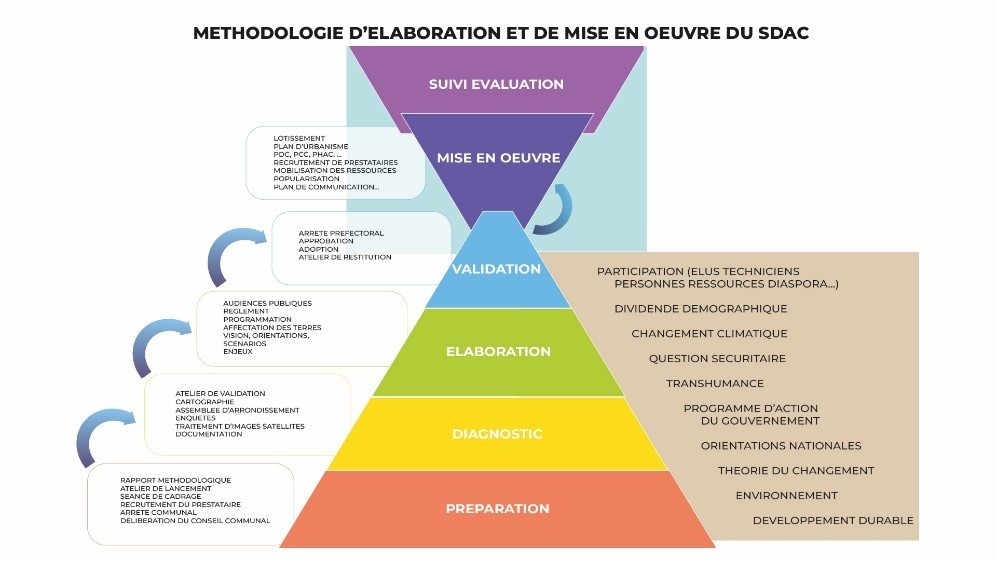 METHODOLOGIE D'ELABORATION ET DE MISE EN OEUVRE DU SDAC
SUIVI EVALUATION
MISE EN OEUVRE
LOTISSEMENT
PLAN D'URBANISME
PDC, PCC, PHAC, ...
RECRUTEMENT DE PRESTATAIRES
MOBILISATION DES RESSOURCES
POPULARISATION
PLAN DE COMMUNICATION...
VALIDATION
ARRETE PREFECTORAL
APPROBATION
ADOPTION
ATELIER DE RESTITUTION
ELABORATION
AUDIENCES PUBLIQUES
REGLEMENT
PROGRAMMATION
AFFECTATION DES TERRES
VISION, ORIENTATIONS,
SCENARIOS
ENJEUX
DIAGNOSTIC
ATELIER DE VALIDATION
CARTOGRAPHIE
ASSEMBLEE D'ARRONDISSEMENT
ENQUETES
TRAITEMENT D'IMAGES SATELLITES
DOCUMENTATION
PREPARATION
RAPPORT METHODOLOGIQUE
ATELIER DE LANCEMENT
SEANCE DE CADRAGE
RECRUTEMENT DU PRESTATAIRE
ARRETE COMMUNAL
DELIBERATION DU CONSEIL COMMUNAL
PARTICIPATION (ELUS TECHNICIENS
PERSONNES RESSOURCES DIASPORA...)
DIVIDENDE DEMOGRAPHIQUE
CHANGEMENT CLIMATIQUE
QUESTION SECURITAIRE
TRANSHUMANCE
PROGRAMME D'ACTION
DU GOUVERNEMENT
ORIENTATIONS NATIONALES
THEORIE DU CHANGEMENT
ENVIRONNEMENT
DEVELOPPEMENT DURABLE